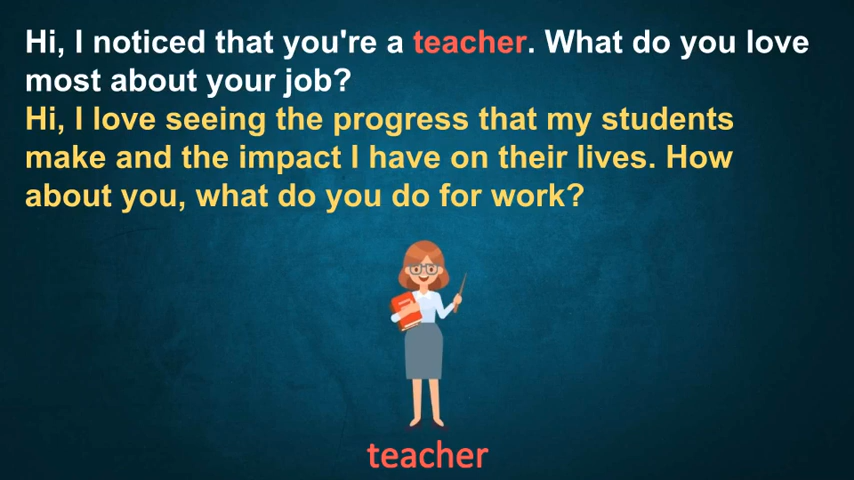 Hi, I noticed that you're a teacher. What do you love
most about your job?
Hi, I love seeing the progress that my students
make and the impact I have on their lives. How
about you, what do you do for work?
teacher